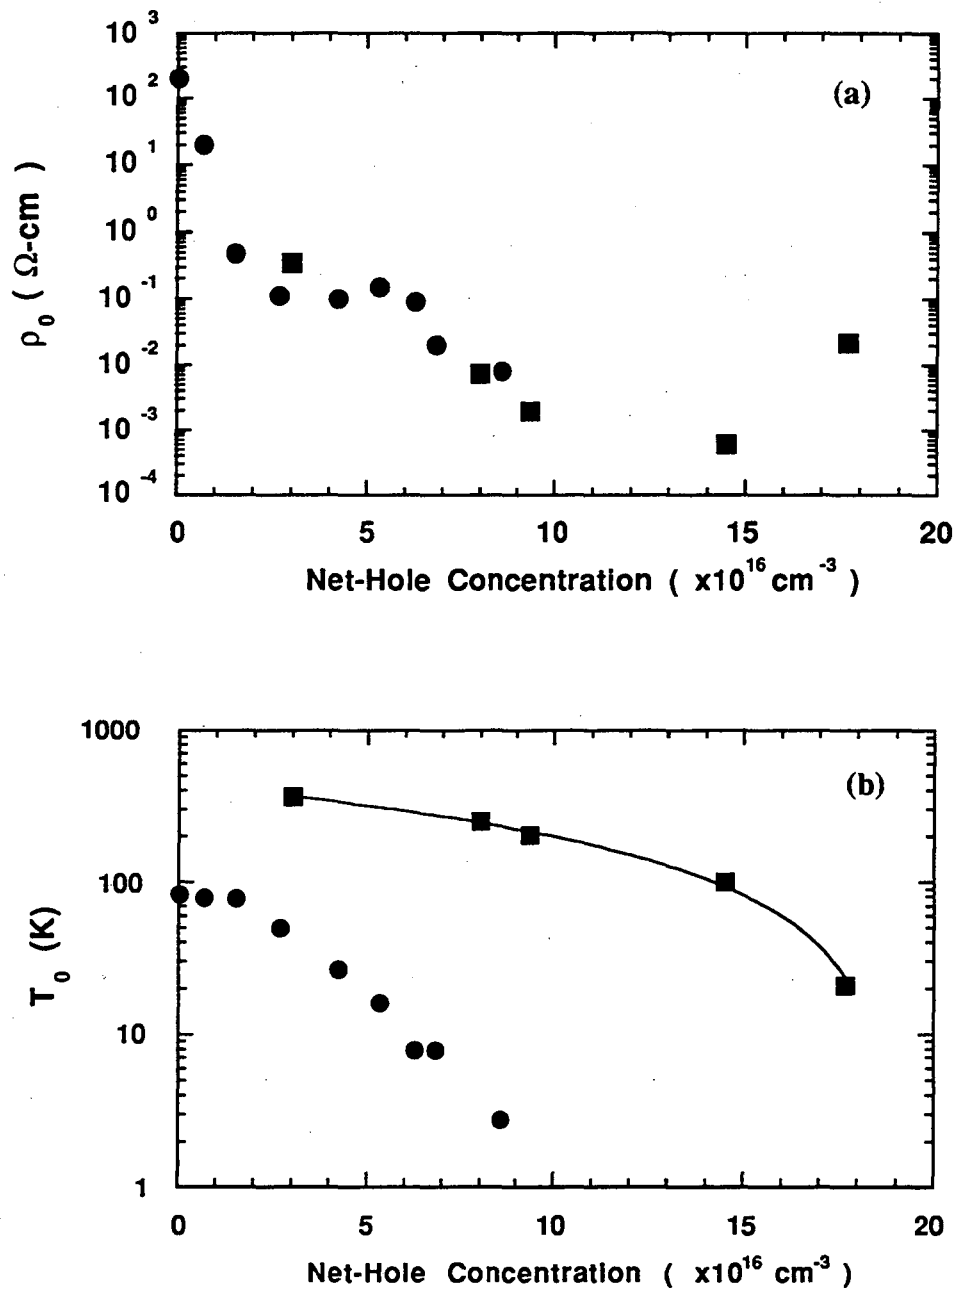 10 3
(a)
10 2
10 1
10 0
10 -1
10 -2
10 -3
10 -4
ρ0 ( Ω-cm )
0 5 10 15 20
Net-Hole Concentration ( x10^16 cm^-3 )
1000
(b)
100
10
1
T0 (K)
0 5 10 15 20
Net-Hole Concentration ( x10^16 cm^-3 )